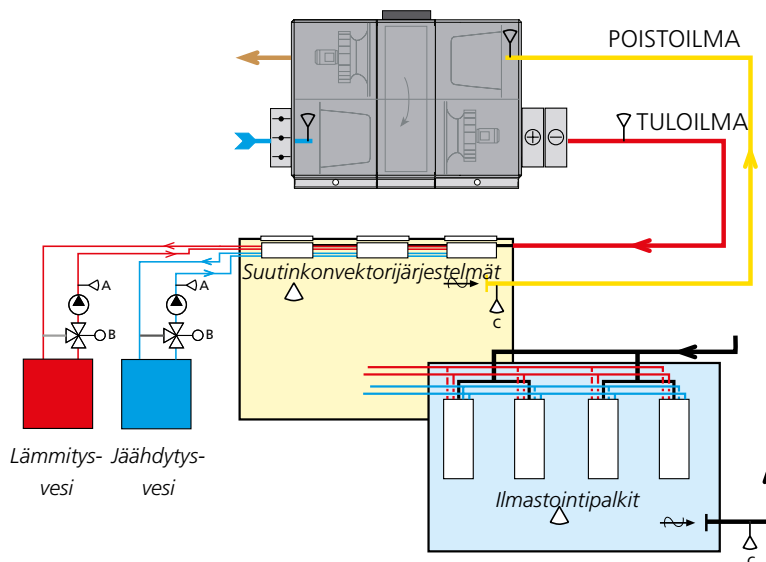 POISTOILMA
TULOILMA
Suutinkonvektorijärjestelmät
A
A
B
B
C
Lämmitys-
vesi
Jäähdytys-
vesi
Ilmastointipalkit
C